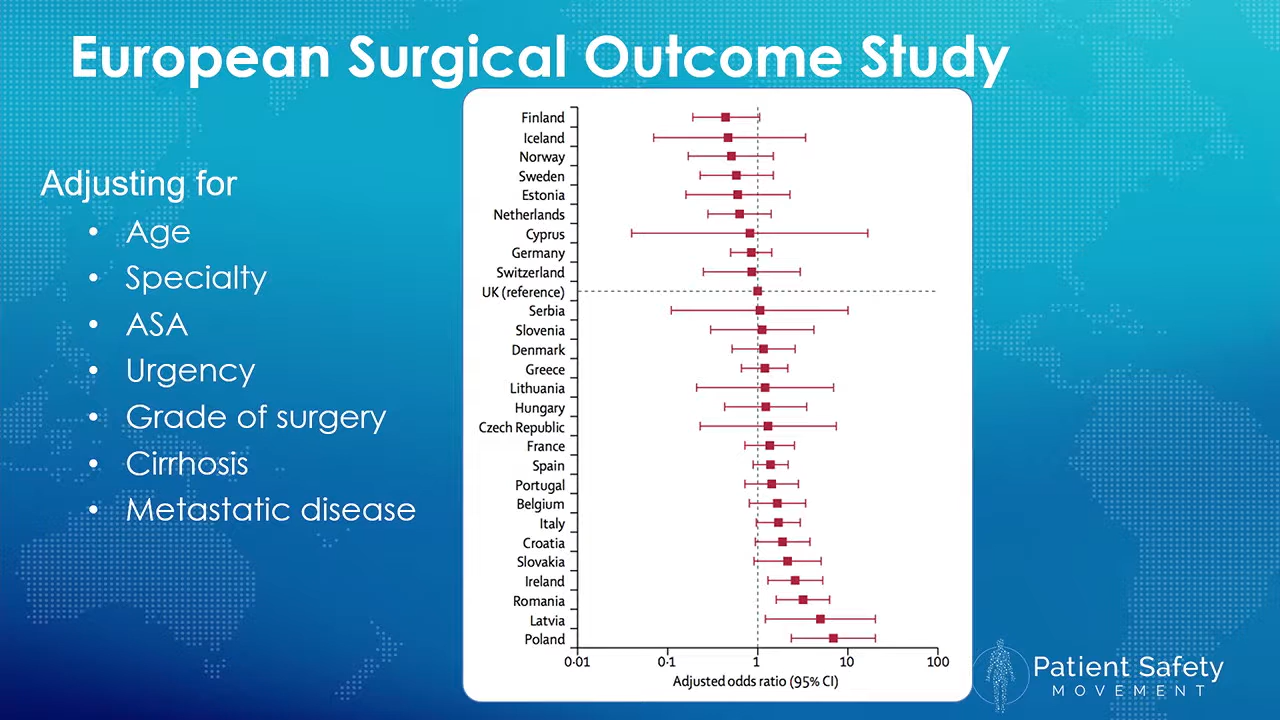 European Surgical Outcome Study
Adjusting for
• Age
• Specialty
• ASA
• Urgency
• Grade of surgery
• Cirrhosis
• Metastatic disease
Finland
Iceland
Norway
Sweden
Estonia
Netherlands
Cyprus
Germany
Switzerland
UK (reference)
Serbia
Slovenia
Denmark
Greece
Lithuania
Hungary
Czech Republic
France
Spain
Portugal
Belgium
Italy
Croatia
Slovakia
Ireland
Romania
Latvia
Poland
0·01 0·1 1 10 100
Adjusted odds ratio (95% CI)
Patient Safety
MOVEMENT